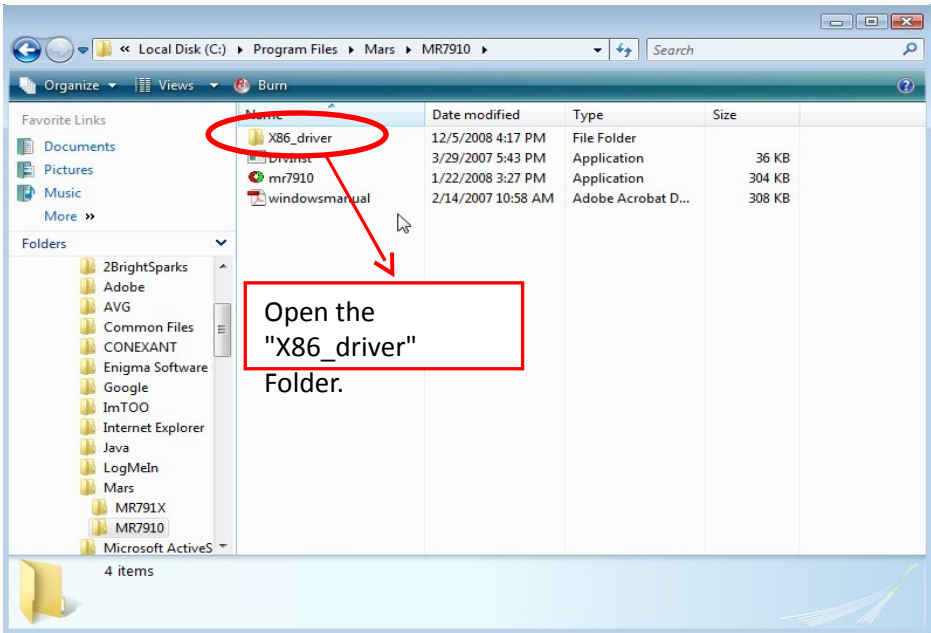 « Local Disk (C:) ▸ Program Files ▸ Mars ▸ MR7910 ▸ Search
Organize Views Burn
Favorite Links
Documents
Pictures
Music
More »
Folders
2BrightSparks
Adobe
AVG
Common Files
CONEXANT
Enigma Software
Google
ImTOO
Internet Explorer
Java
LogMeIn
Mars
MR791X
MR7910
Microsoft ActiveS
Name Date modified Type Size
X86_driver 12/5/2008 4:17 PM File Folder
DrvInst 3/29/2007 5:43 PM Application 36 KB
mr7910 1/22/2008 3:27 PM Application 304 KB
windowsmanual 2/14/2007 10:58 AM Adobe Acrobat D... 308 KB
Open the
"X86_driver"
Folder.
4 items